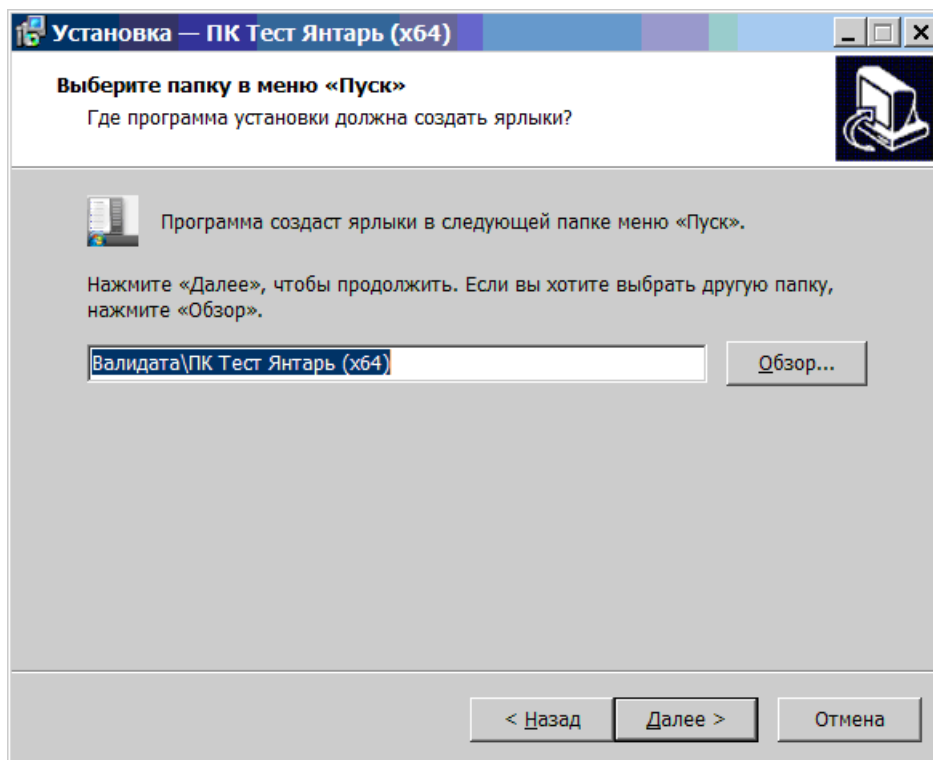 Установка — ПК Тест Янтарь (x64)
Выберите папку в меню «Пуск»
Где программа установки должна создать ярлыки?
Программа создаст ярлыки в следующей папке меню «Пуск».
Нажмите «Далее», чтобы продолжить. Если вы хотите выбрать другую папку,
нажмите «Обзор».
Валидата\ПК Тест Янтарь (x64)
Обзор...
< Назад
Далее >
Отмена